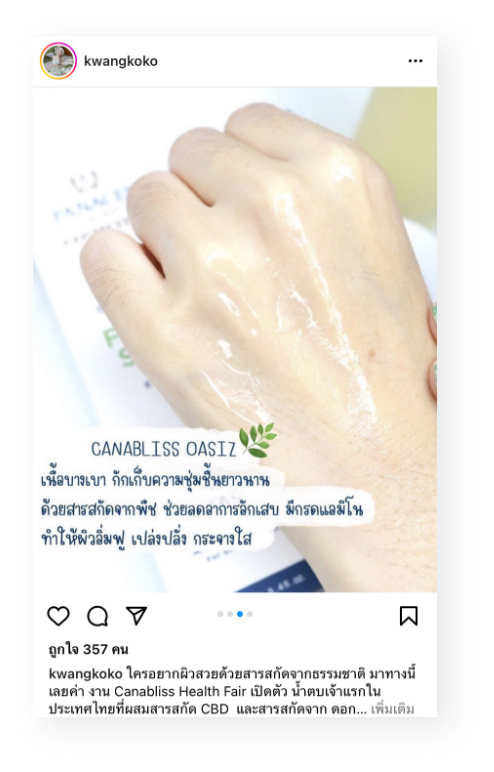 kwangkoko
CANABLISS OASIZ
เนื้อบางเบา กักเก็บความชุ่มชื้นยาวนาน
ด้วยสารสกัดจากพืช ช่วยลดอาการอักเสบ มีกรดแอมิโน
ทำให้ผิวอิ่มฟู เปล่งปลั่ง กระจางใส
ถูกใจ 357 คน
kwangkoko ใครอยากผิวสวยด้วยสารสกัดจากธรรมชาติ มาทางนี้
เลยค่า งาน Canabliss Health Fair เปิดตัว น้ำตบเจ้าแรกใน
ประเทศไทยที่ผสมสารสกัด CBD และสารสกัดจาก ดอก... เพิ่มเติม